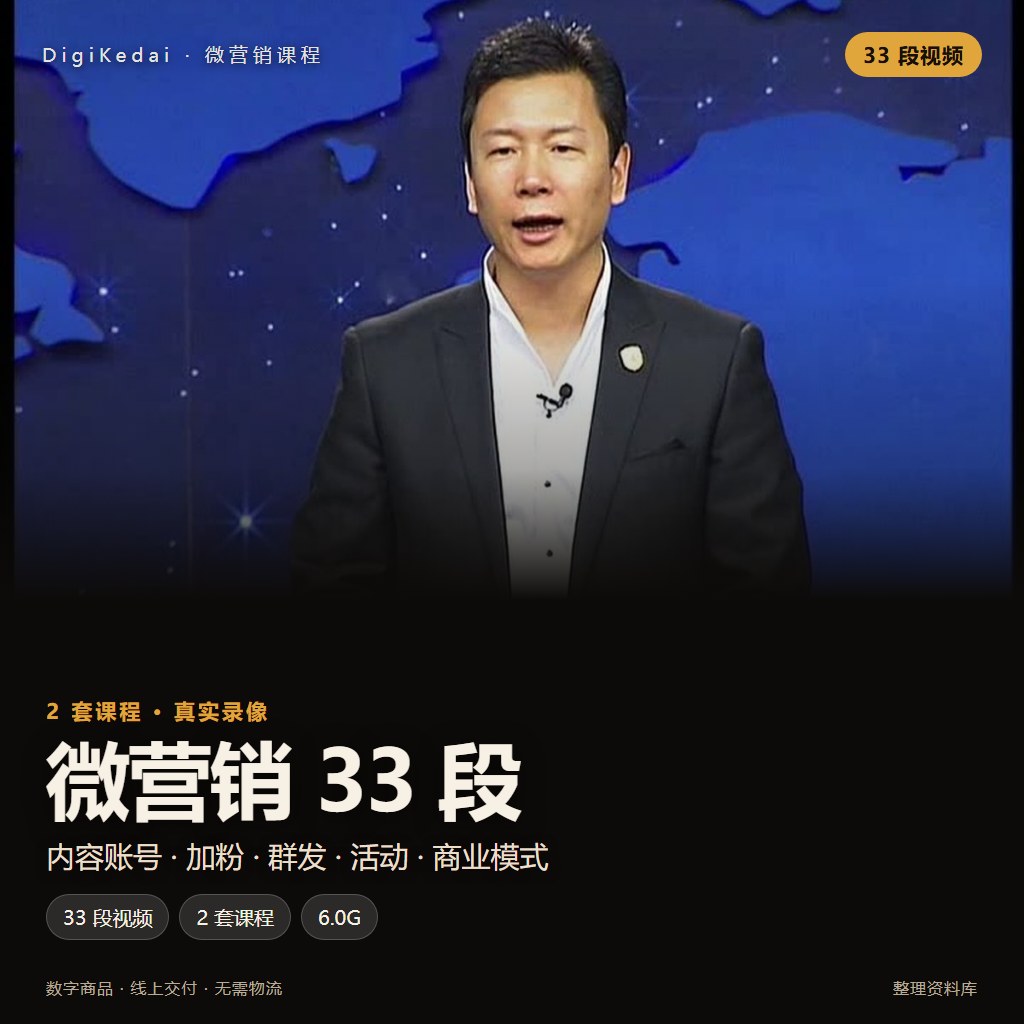 DigiKedai · 微营销课程
33 段视频
2 套课程 · 真实录像
微营销 33 段
内容账号 · 加粉 · 群发 · 活动 · 商业模式
33 段视频
2 套课程
6.0G
数字商品 · 线上交付 · 无需物流
整理资料库